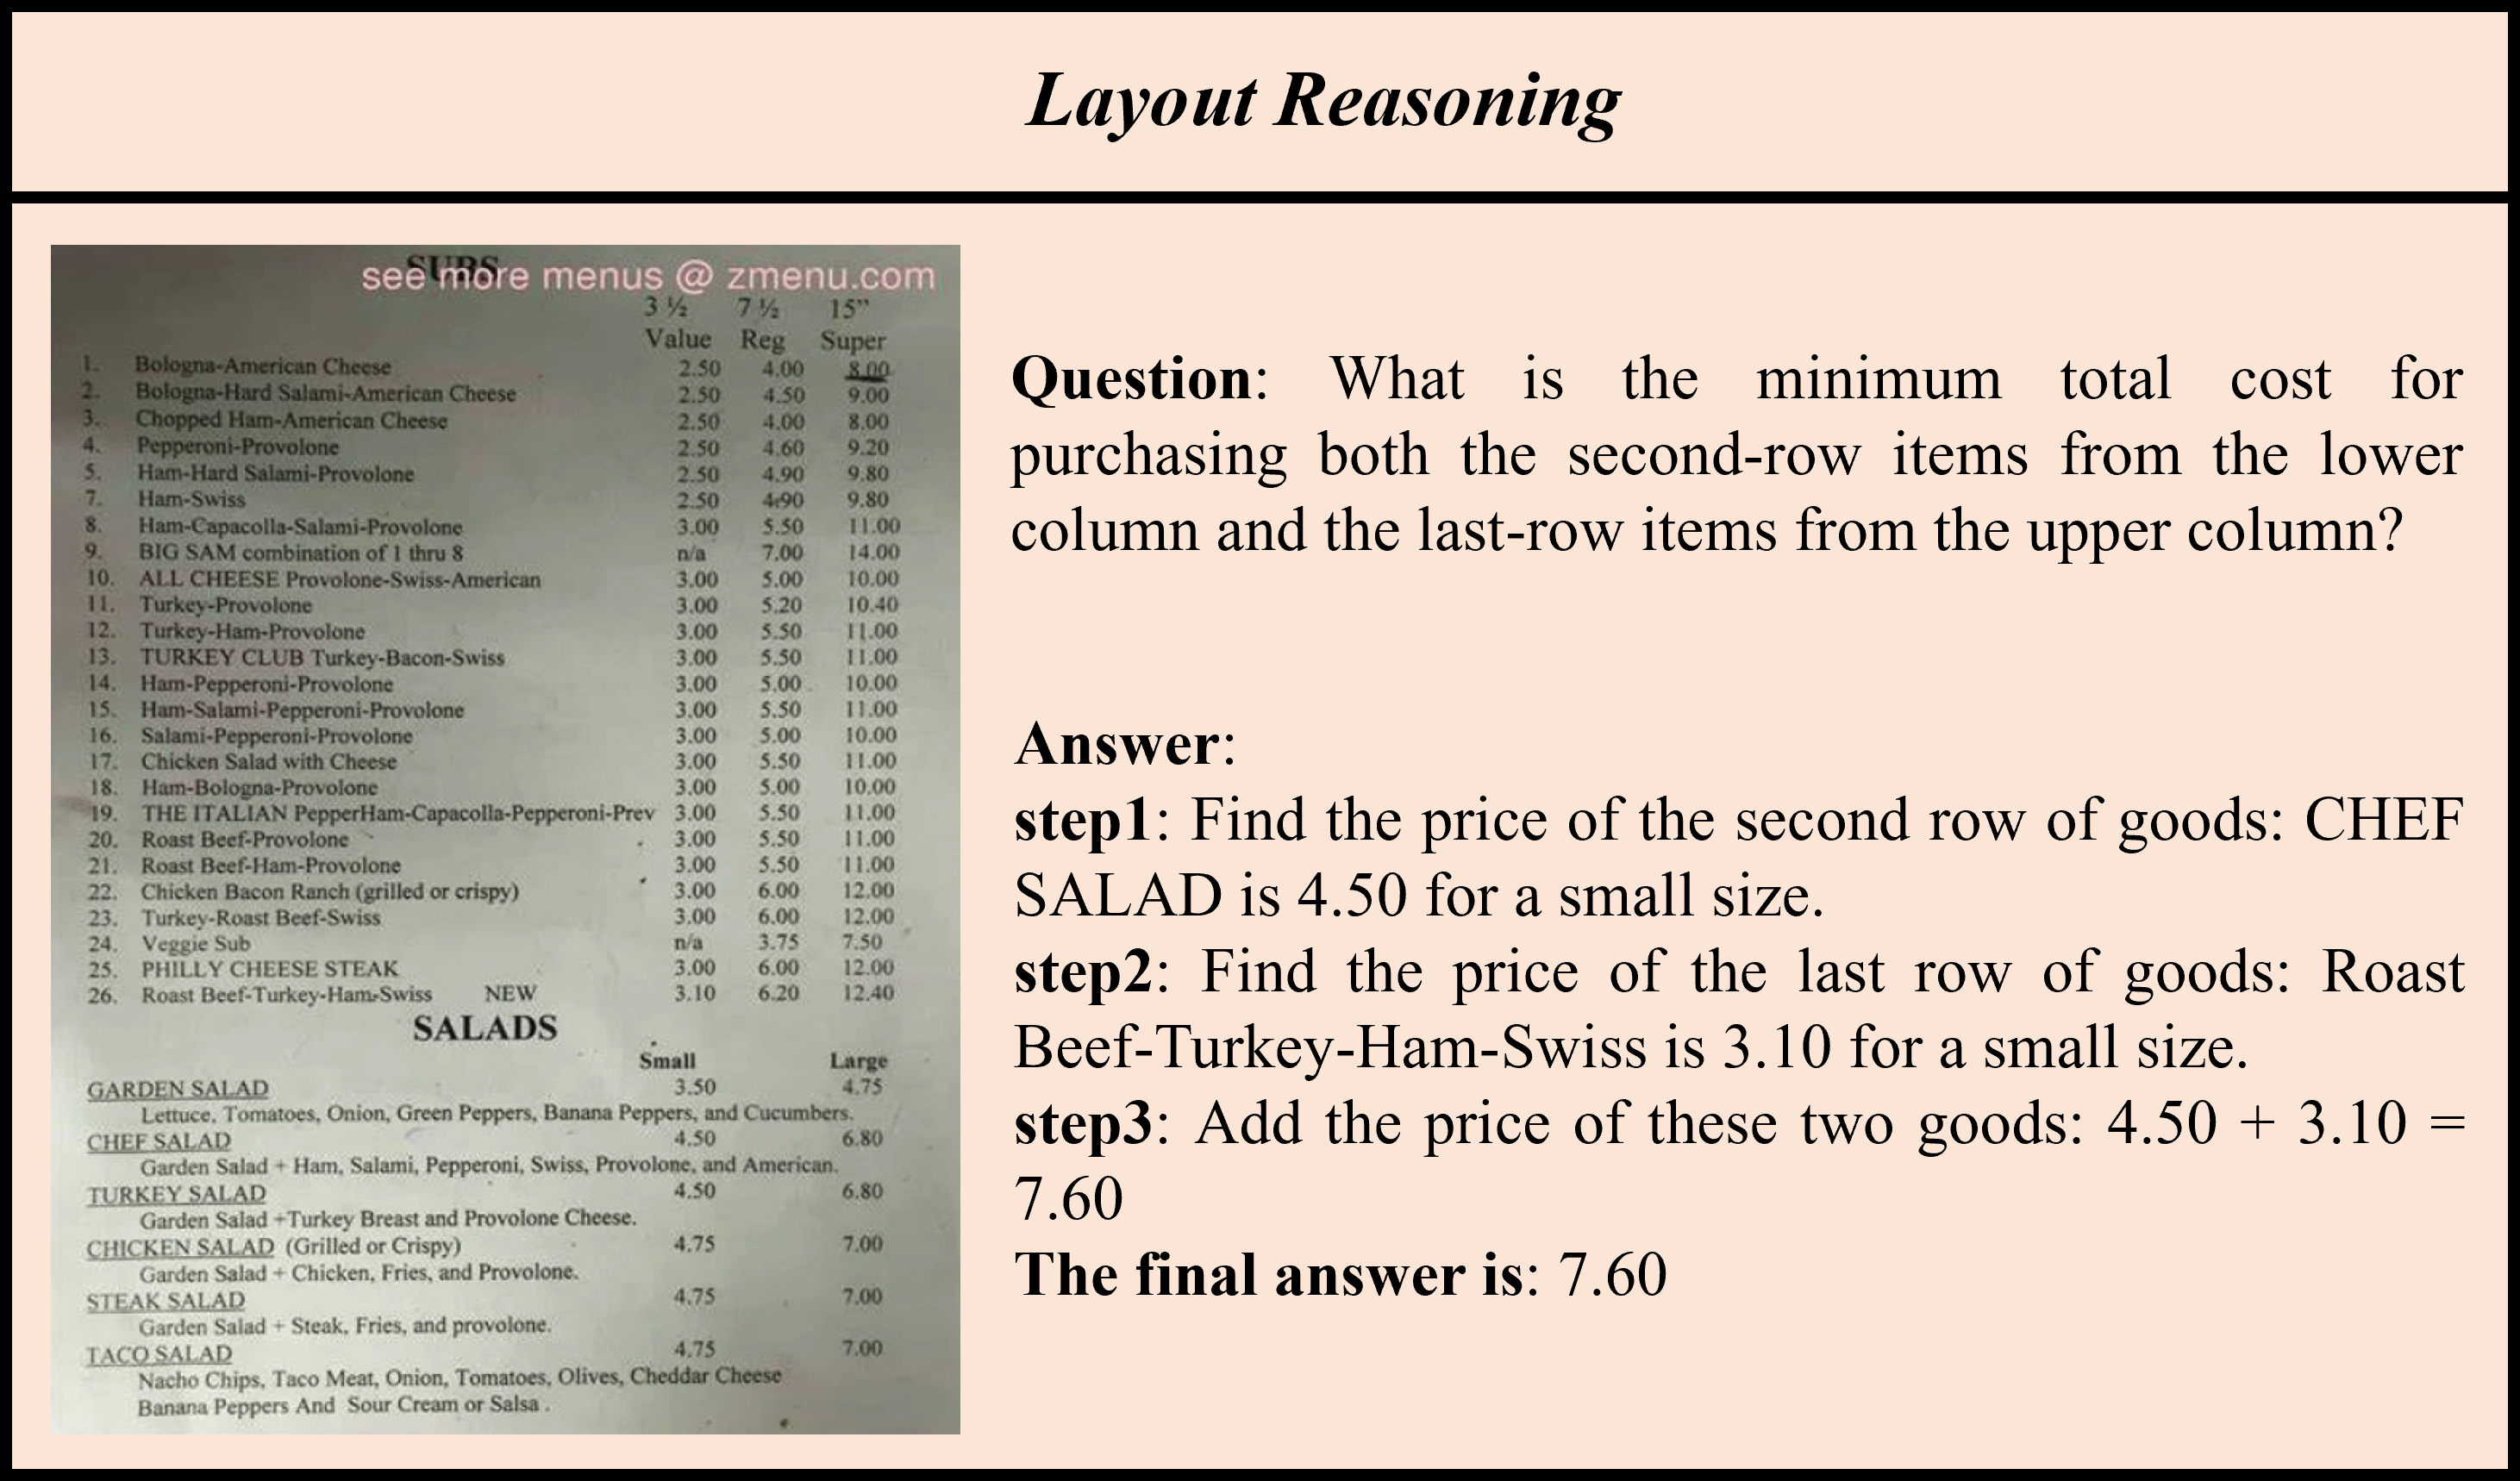 Layout Reasoning
SUBS
see more menus @ zmenu.com
3 ½ 7 ½ 15"
Value Reg Super
1. Bologna-American Cheese 2.50 4.00 8.00
2. Bologna-Hard Salami-American Cheese 2.50 4.50 9.00
3. Chopped Ham-American Cheese 2.50 4.00 8.00
4. Pepperoni-Provolone 2.50 4.60 9.20
5. Ham-Hard Salami-Provolone 2.50 4.90 9.80
7. Ham-Swiss 2.50 4.90 9.80
8. Ham-Capacolla-Salami-Provolone 3.00 5.50 11.00
9. BIG SAM combination of 1 thru 8 n/a 7.00 14.00
10. ALL CHEESE Provolone-Swiss-American 3.00 5.00 10.00
11. Turkey-Provolone 3.00 5.20 10.40
12. Turkey-Ham-Provolone 3.00 5.50 11.00
13. TURKEY CLUB Turkey-Bacon-Swiss 3.00 5.50 11.00
14. Ham-Pepperoni-Provolone 3.00 5.00 10.00
15. Ham-Salami-Pepperoni-Provolone 3.00 5.50 11.00
16. Salami-Pepperoni-Provolone 3.00 5.00 10.00
17. Chicken Salad with Cheese 3.00 5.50 11.00
18. Ham-Bologna-Provolone 3.00 5.00 10.00
19. THE ITALIAN PepperHam-Capacolla-Pepperoni-Prev 3.00 5.50 11.00
20. Roast Beef-Provolone 3.00 5.50 11.00
21. Roast Beef-Ham-Provolone 3.00 5.50 11.00
22. Chicken Bacon Ranch (grilled or crispy) 3.00 6.00 12.00
23. Turkey-Roast Beef-Swiss 3.00 6.00 12.00
24. Veggie Sub n/a 3.75 7.50
25. PHILLY CHEESE STEAK 3.00 6.00 12.00
26. Roast Beef-Turkey-Ham-Swiss NEW 3.10 6.20 12.40
SALADS
Small Large
GARDEN SALAD 3.50 4.75
Lettuce, Tomatoes, Onion, Green Peppers, Banana Peppers, and Cucumbers.
CHEF SALAD 4.50 6.80
Garden Salad + Ham, Salami, Pepperoni, Swiss, Provolone, and American.
TURKEY SALAD 4.50 6.80
Garden Salad +Turkey Breast and Provolone Cheese.
CHICKEN SALAD (Grilled or Crispy) 4.75 7.00
Garden Salad + Chicken, Fries, and Provolone.
STEAK SALAD 4.75 7.00
Garden Salad + Steak, Fries, and provolone.
TACO SALAD 4.75 7.00
Nacho Chips, Taco Meat, Onion, Tomatoes, Olives, Cheddar Cheese
Banana Peppers And Sour Cream or Salsa .
Question: What is the minimum total cost for
purchasing both the second-row items from the lower
column and the last-row items from the upper column?
Answer:
step1: Find the price of the second row of goods: CHEF
SALAD is 4.50 for a small size.
step2: Find the price of the last row of goods: Roast
Beef-Turkey-Ham-Swiss is 3.10 for a small size.
step3: Add the price of these two goods: 4.50 + 3.10 =
7.60
The final answer is: 7.60